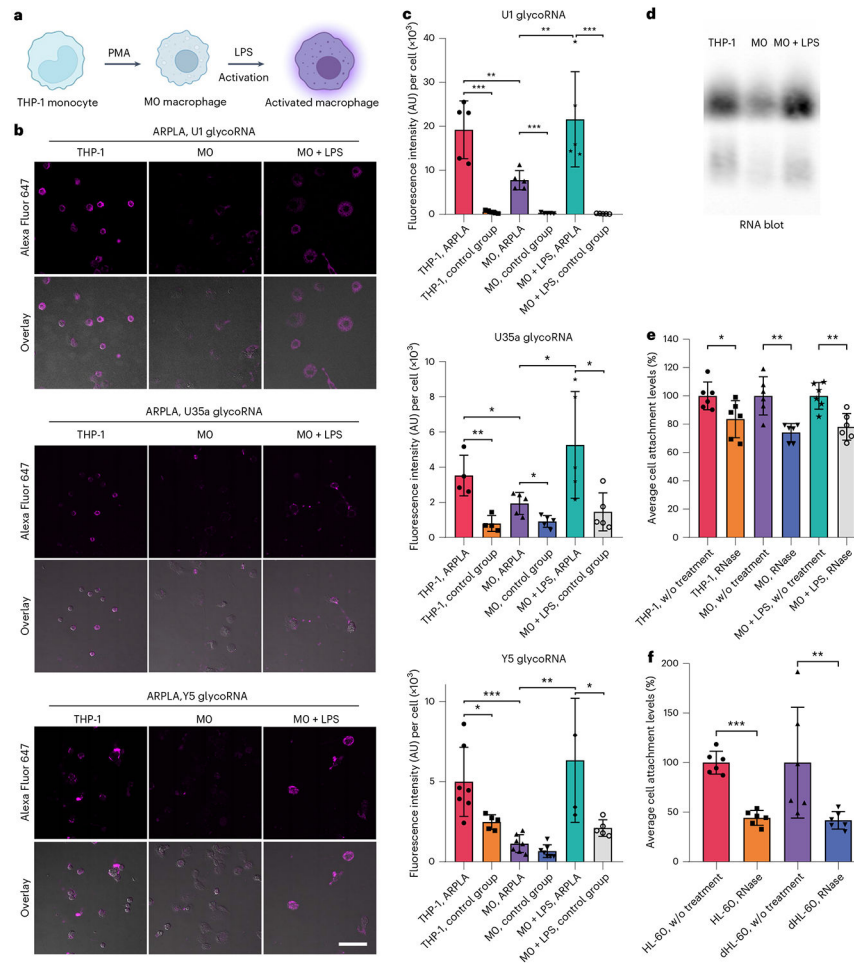 a
PMA
LPS
Activation
THP-1 monocyte
M0 macrophage
Activated macrophage
b
ARPLA, U1 glycoRNA
THP-1
M0
M0 + LPS
Alexa Fluor 647
Overlay
ARPLA, U35a glycoRNA
THP-1
M0
M0 + LPS
Alexa Fluor 647
Overlay
ARPLA,Y5 glycoRNA
THP-1
M0
M0 + LPS
Alexa Fluor 647
Overlay
c
U1 glycoRNA
Fluorescence intensity (AU) per cell (×10³)
40
30
20
10
0
**
***
**
***
***
THP-1, ARPLA
THP-1, control group
M0, ARPLA
M0, control group
M0 + LPS, ARPLA
M0 + LPS, control group
U35a glycoRNA
Fluorescence intensity (AU) per cell (×10³)
10
8
6
4
2
0
*
*
*
**
*
THP-1, ARPLA
THP-1, control group
M0, ARPLA
M0, control group
M0 + LPS, ARPLA
M0 + LPS, control group
Y5 glycoRNA
Fluorescence intensity (AU) per cell (×10³)
10
5
0
***
**
*
*
THP-1, ARPLA
THP-1, control group
M0, ARPLA
M0, control group
M0 + LPS, ARPLA
M0 + LPS, control group
d
THP-1
M0
M0 + LPS
RNA blot
e
Average cell attachment levels (%)
140
120
100
80
60
40
20
0
*
**
**
THP-1, w/o treatment
THP-1, RNase
M0, w/o treatment
M0, RNase
M0 + LPS, w/o treatment
M0 + LPS, RNase
f
Average cell attachment levels (%)
200
150
100
50
0
***
**
HL-60, w/o treatment
HL-60, RNase
dHL-60, w/o treatment
dHL-60, RNase